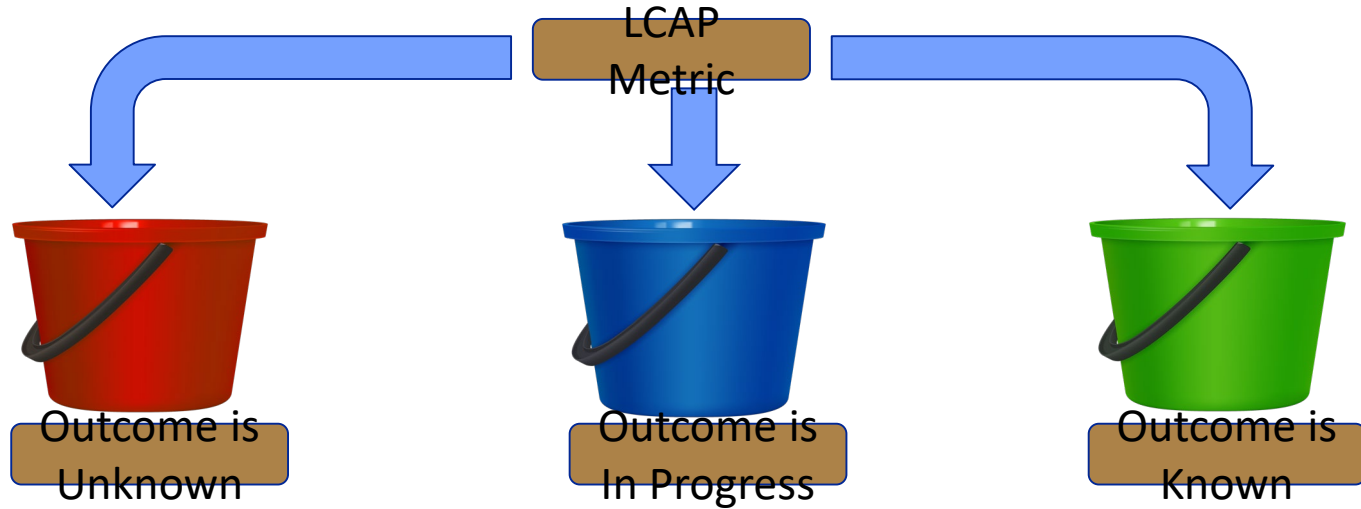 LCAP
Metric
Outcome is
Unknown
Outcome is
In Progress
Outcome is
Known